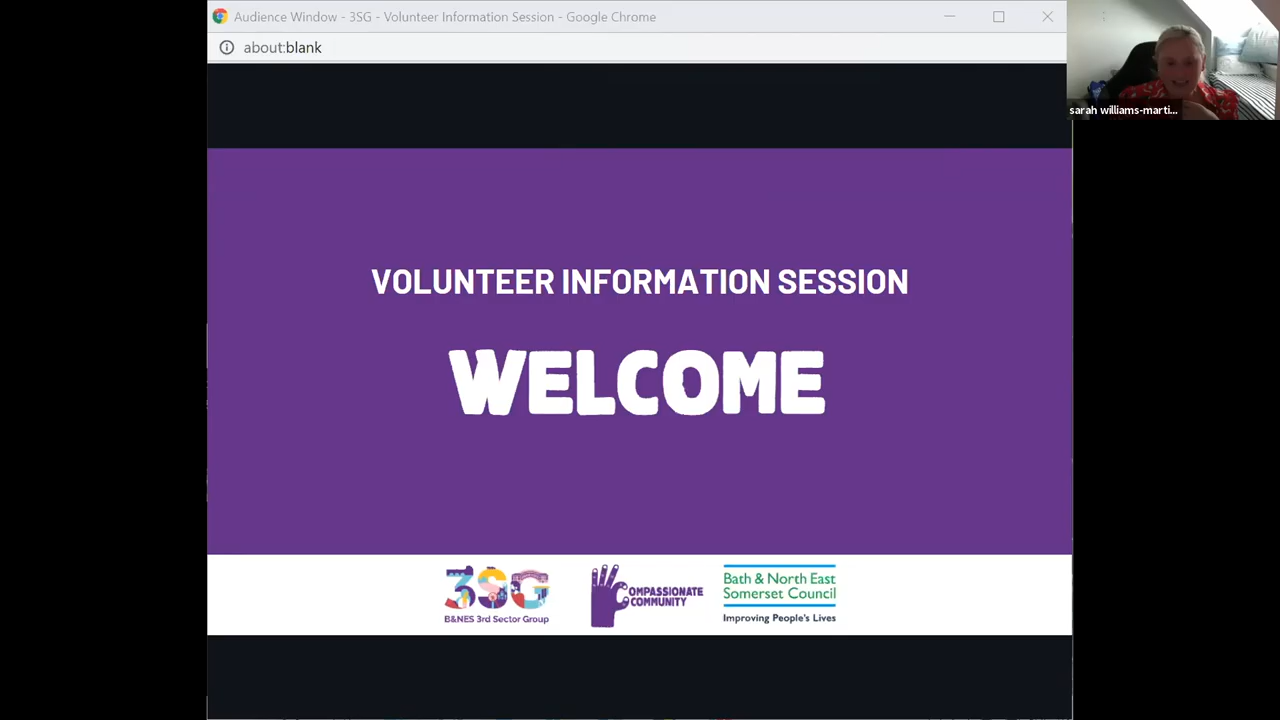 Audience Window - 3SG - Volunteer Information Session - Google Chrome
about:blank
sarah williams-marti...
VOLUNTEER INFORMATION SESSION
WELCOME
3SG
B&NES 3rd Sector Group
COMPASSIONATE
COMMUNITY
Bath & North East
Somerset Council
Improving People's Lives